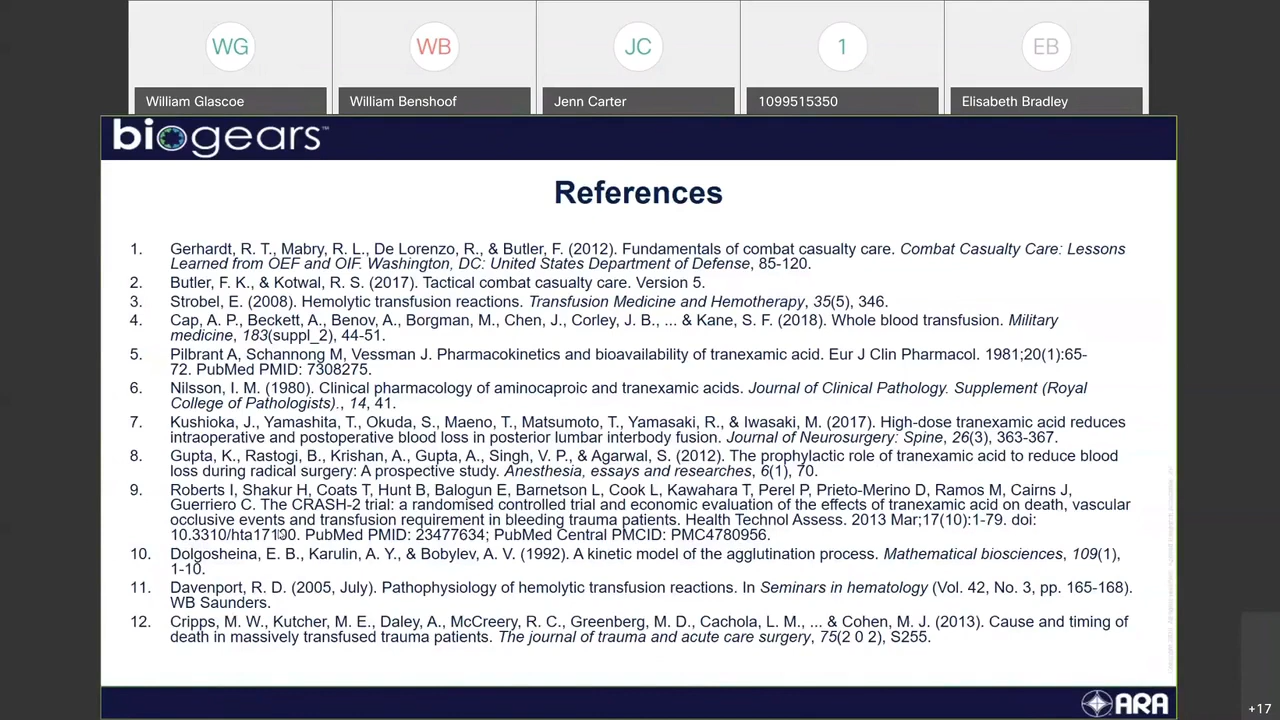 WG
WB
JC
1
EB
William Glascoe
William Benshoof
Jenn Carter
1099515350
Elisabeth Bradley
biogears™
References
1. Gerhardt, R. T., Mabry, R. L., De Lorenzo, R., & Butler, F. (2012). Fundamentals of combat casualty care. Combat Casualty Care: Lessons
Learned from OEF and OIF. Washington, DC: United States Department of Defense, 85-120.
2. Butler, F. K., & Kotwal, R. S. (2017). Tactical combat casualty care. Version 5.
3. Strobel, E. (2008). Hemolytic transfusion reactions. Transfusion Medicine and Hemotherapy, 35(5), 346.
4. Cap, A. P., Beckett, A., Benov, A., Borgman, M., Chen, J., Corley, J. B., ... & Kane, S. F. (2018). Whole blood transfusion. Military
medicine, 183(suppl_2), 44-51.
5. Pilbrant A, Schannong M, Vessman J. Pharmacokinetics and bioavailability of tranexamic acid. Eur J Clin Pharmacol. 1981;20(1):65-
72. PubMed PMID: 7308275.
6. Nilsson, I. M. (1980). Clinical pharmacology of aminocaproic and tranexamic acids. Journal of Clinical Pathology. Supplement (Royal
College of Pathologists)., 14, 41.
7. Kushioka, J., Yamashita, T., Okuda, S., Maeno, T., Matsumoto, T., Yamasaki, R., & Iwasaki, M. (2017). High-dose tranexamic acid reduces
intraoperative and postoperative blood loss in posterior lumbar interbody fusion. Journal of Neurosurgery: Spine, 26(3), 363-367.
8. Gupta, K., Rastogi, B., Krishan, A., Gupta, A., Singh, V. P., & Agarwal, S. (2012). The prophylactic role of tranexamic acid to reduce blood
loss during radical surgery: A prospective study. Anesthesia, essays and researches, 6(1), 70.
9. Roberts I, Shakur H, Coats T, Hunt B, Balogun E, Barnetson L, Cook L, Kawahara T, Perel P, Prieto-Merino D, Ramos M, Cairns J,
Guerriero C. The CRASH-2 trial: a randomised controlled trial and economic evaluation of the effects of tranexamic acid on death, vascular
occlusive events and transfusion requirement in bleeding trauma patients. Health Technol Assess. 2013 Mar;17(10):1-79. doi:
10.3310/hta17100. PubMed PMID: 23477634; PubMed Central PMCID: PMC4780956.
10. Dolgosheina, E. B., Karulin, A. Y., & Bobylev, A. V. (1992). A kinetic model of the agglutination process. Mathematical biosciences, 109(1),
1-10.
11. Davenport, R. D. (2005, July). Pathophysiology of hemolytic transfusion reactions. In Seminars in hematology (Vol. 42, No. 3, pp. 165-168).
WB Saunders.
12. Cripps, M. W., Kutcher, M. E., Daley, A., McCreery, R. C., Greenberg, M. D., Cachola, L. M., ... & Cohen, M. J. (2013). Cause and timing of
death in massively transfused trauma patients. The journal of trauma and acute care surgery, 75(2 0 2), S255.
ARA
+17